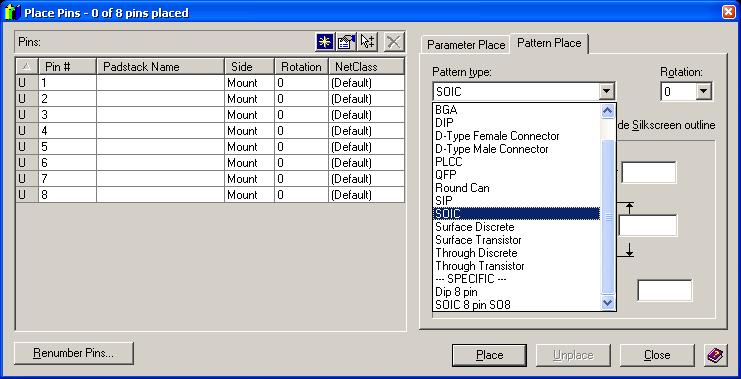 Place Pins - 0 of 8 pins placed
Pins:
Pin # Padstack Name Side Rotation NetClass
U 1 Mount 0 (Default)
U 2 Mount 0 (Default)
U 3 Mount 0 (Default)
U 4 Mount 0 (Default)
U 5 Mount 0 (Default)
U 6 Mount 0 (Default)
U 7 Mount 0 (Default)
U 8 Mount 0 (Default)
Renumber Pins...
Parameter Place Pattern Place
Pattern type: Rotation:
SOIC 0
BGA
DIP
D-Type Female Connector
D-Type Male Connector
PLCC
QFP
Round Can
SIP
SOIC
Surface Discrete
Surface Transistor
Through Discrete
Through Transistor
--- SPECIFIC ---
Dip 8 pin
SOIC 8 pin SO8
de Silkscreen outline
Place Unplace Close